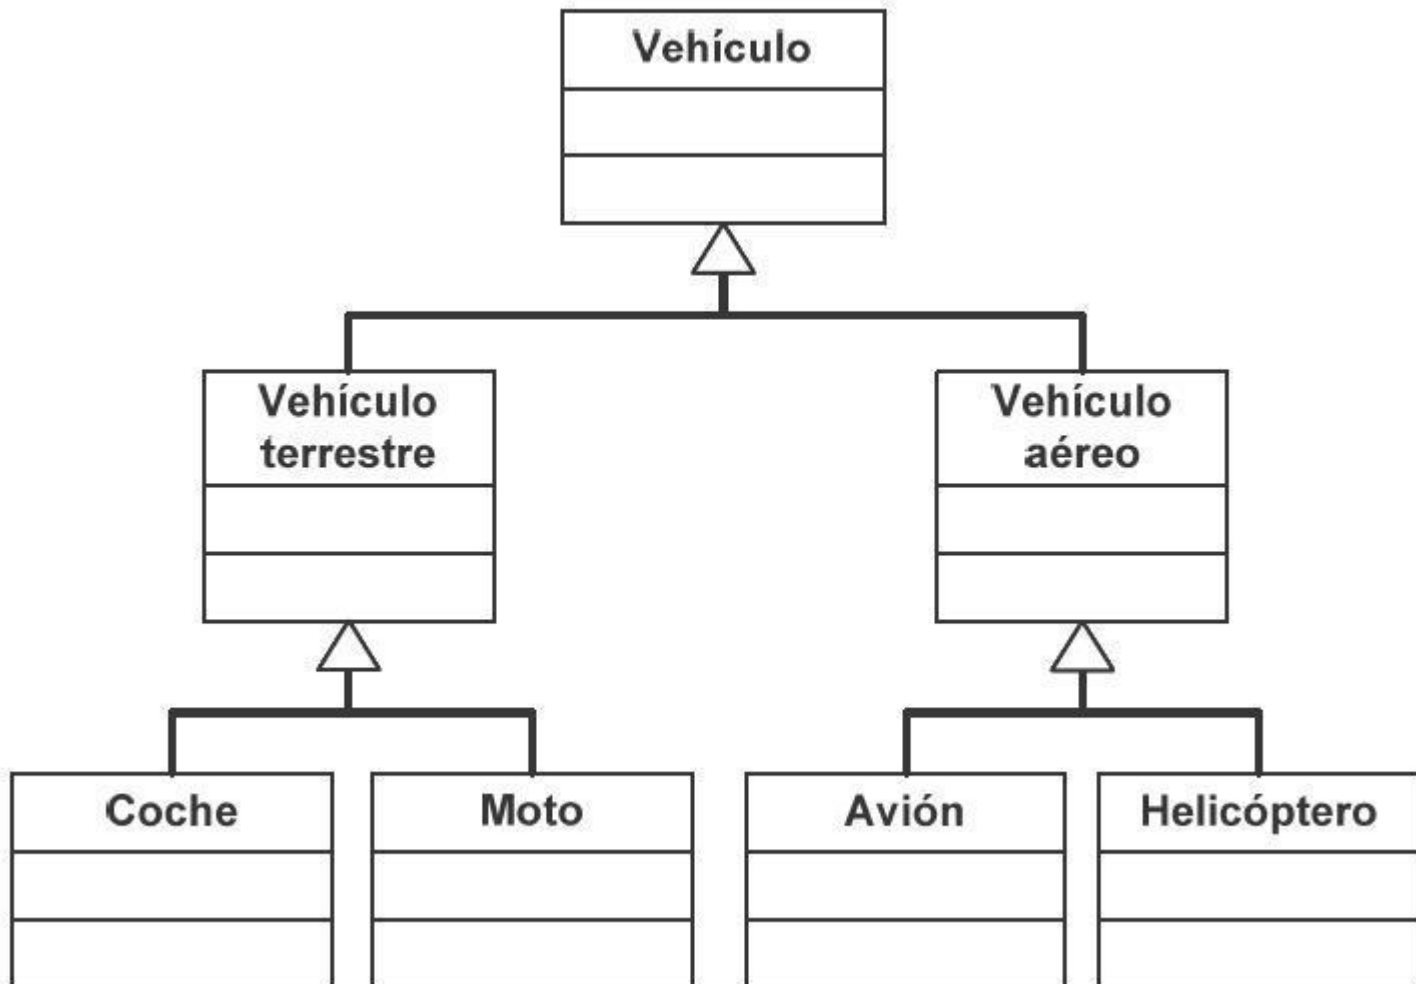 Vehículo
Vehículo
terrestre
Vehículo
aéreo
Coche
Moto
Avión
Helicóptero